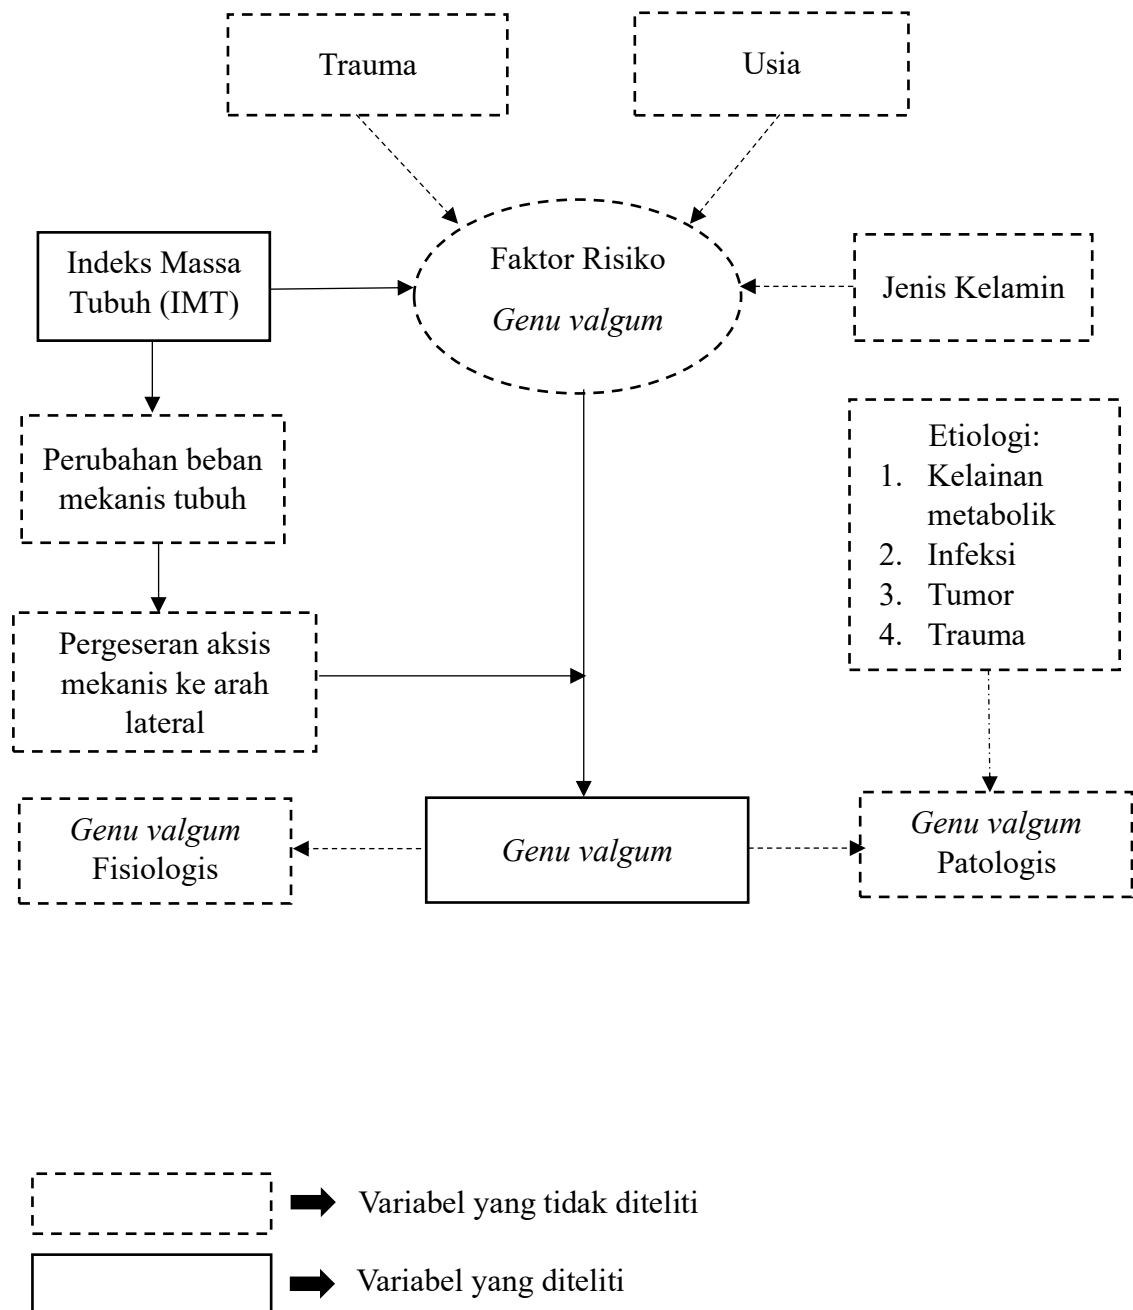 Trauma
Usia
Indeks Massa
Tubuh (IMT)
Faktor Risiko
Genu valgum
Jenis Kelamin
Perubahan beban
mekanis tubuh
Etiologi:
1. Kelainan
metabolik
2. Infeksi
3. Tumor
4. Trauma
Pergeseran aksis
mekanis ke arah
lateral
Genu valgum
Fisiologis
Genu valgum
Genu valgum
Patologis
Variabel yang tidak diteliti
Variabel yang diteliti